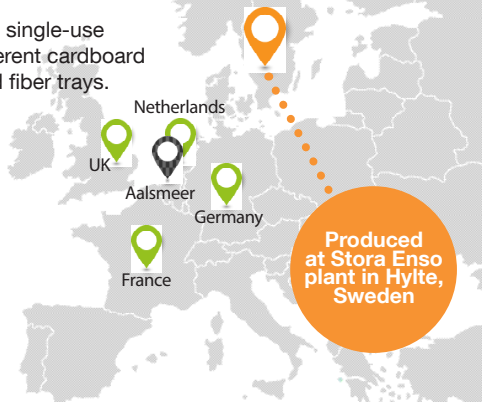 single-use
erent cardboard
fiber trays.
Netherlands
UK
Aalsmeer
Germany
France
Produced
at Stora Enso
plant in Hylte,
Sweden